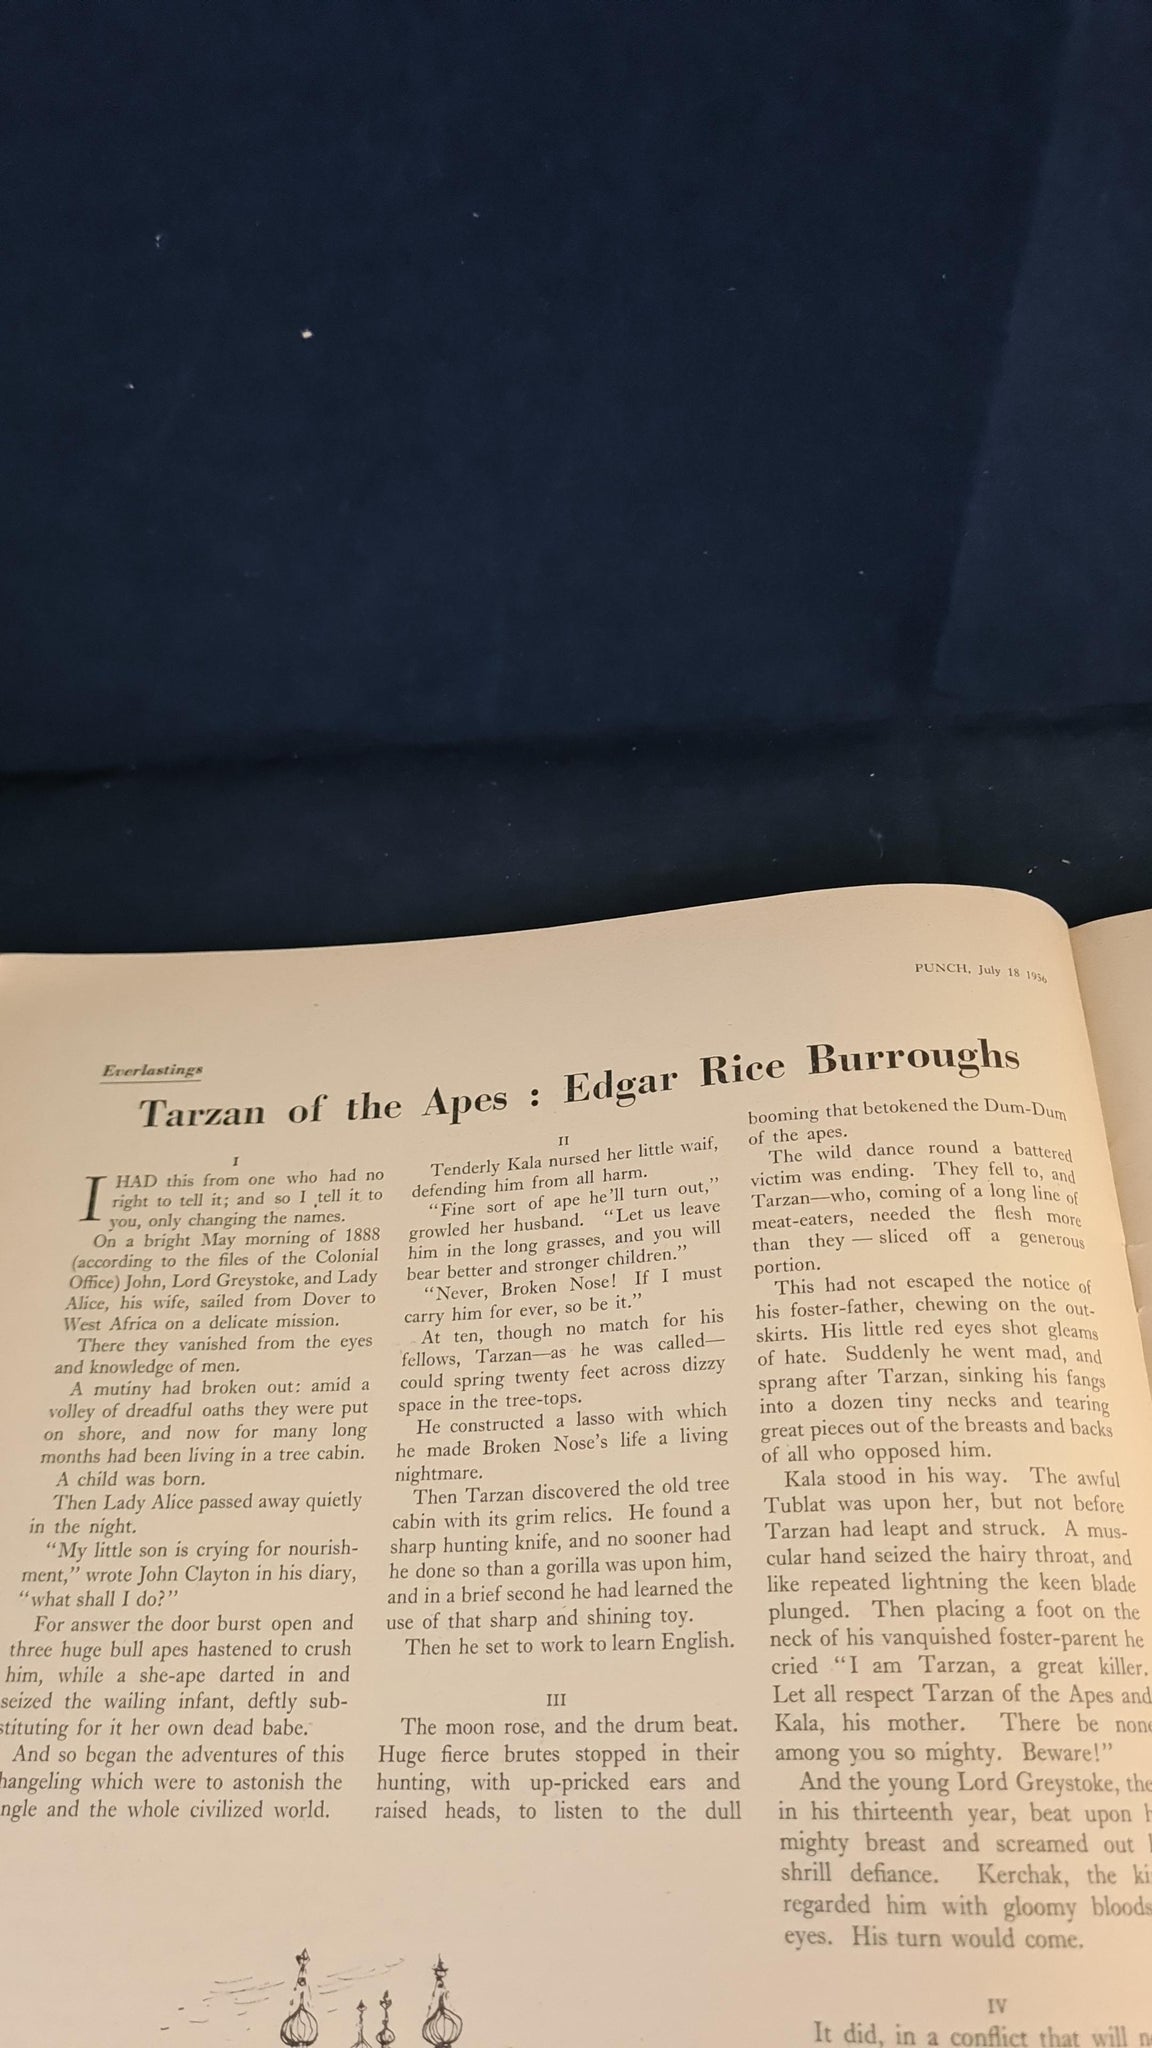 PUNCH, July 18 1956
Everlastings
Tarzan of the Apes : Edgar Rice Burroughs
I
I HAD this from one who had no
right to tell it; and so I tell it to
you, only changing the names.
On a bright May morning of 1888
(according to the files of the Colonial
Office) John, Lord Greystoke, and Lady
Alice, his wife, sailed from Dover to
West Africa on a delicate mission.
There they vanished from the eyes
and knowledge of men.
A mutiny had broken out: amid a
volley of dreadful oaths they were put
on shore, and now for many long
months had been living in a tree cabin.
A child was born.
Then Lady Alice passed away quietly
in the night.
"My little son is crying for nourish-
ment," wrote John Clayton in his diary,
"what shall I do?"
For answer the door burst open and
three huge bull apes hastened to crush
him, while a she-ape darted in and
seized the wailing infant, deftly sub-
stituting for it her own dead babe.
And so began the adventures of this
hangeling which were to astonish the
ngle and the whole civilized world.
II
Tenderly Kala nursed her little waif,
defending him from all harm.
"Fine sort of ape he'll turn out,"
growled her husband. "Let us leave
him in the long grasses, and you will
bear better and stronger children."
"Never, Broken Nose! If I must
carry him for ever, so be it."
At ten, though no match for his
fellows, Tarzan—as he was called—
could spring twenty feet across dizzy
space in the tree-tops.
He constructed a lasso with which
he made Broken Nose's life a living
nightmare.
Then Tarzan discovered the old tree
cabin with its grim relics. He found a
sharp hunting knife, and no sooner had
he done so than a gorilla was upon him,
and in a brief second he had learned the
use of that sharp and shining toy.
Then he set to work to learn English.
III
The moon rose, and the drum beat.
Huge fierce brutes stopped in their
hunting, with up-pricked ears and
raised heads, to listen to the dull
booming that betokened the Dum-Dum
of the apes.
The wild dance round a battered
victim was ending. They fell to, and
Tarzan—who, coming of a long line of
meat-eaters, needed the flesh more
than they — sliced off a generous
portion.
This had not escaped the notice of
his foster-father, chewing on the out-
skirts. His little red eyes shot gleams
of hate. Suddenly he went mad, and
sprang after Tarzan, sinking his fangs
into a dozen tiny necks and tearing
great pieces out of the breasts and backs
of all who opposed him.
Kala stood in his way. The awful
Tublat was upon her, but not before
Tarzan had leapt and struck. A mus-
cular hand seized the hairy throat, and
like repeated lightning the keen blade
plunged. Then placing a foot on the
neck of his vanquished foster-parent he
cried "I am Tarzan, a great killer.
Let all respect Tarzan of the Apes and
Kala, his mother. There be none
among you so mighty. Beware!"
And the young Lord Greystoke, the
in his thirteenth year, beat upon h
mighty breast and screamed out
shrill defiance. Kerchak, the ki
regarded him with gloomy bloods
eyes. His turn would come.
IV
It did, in a conflict that will n